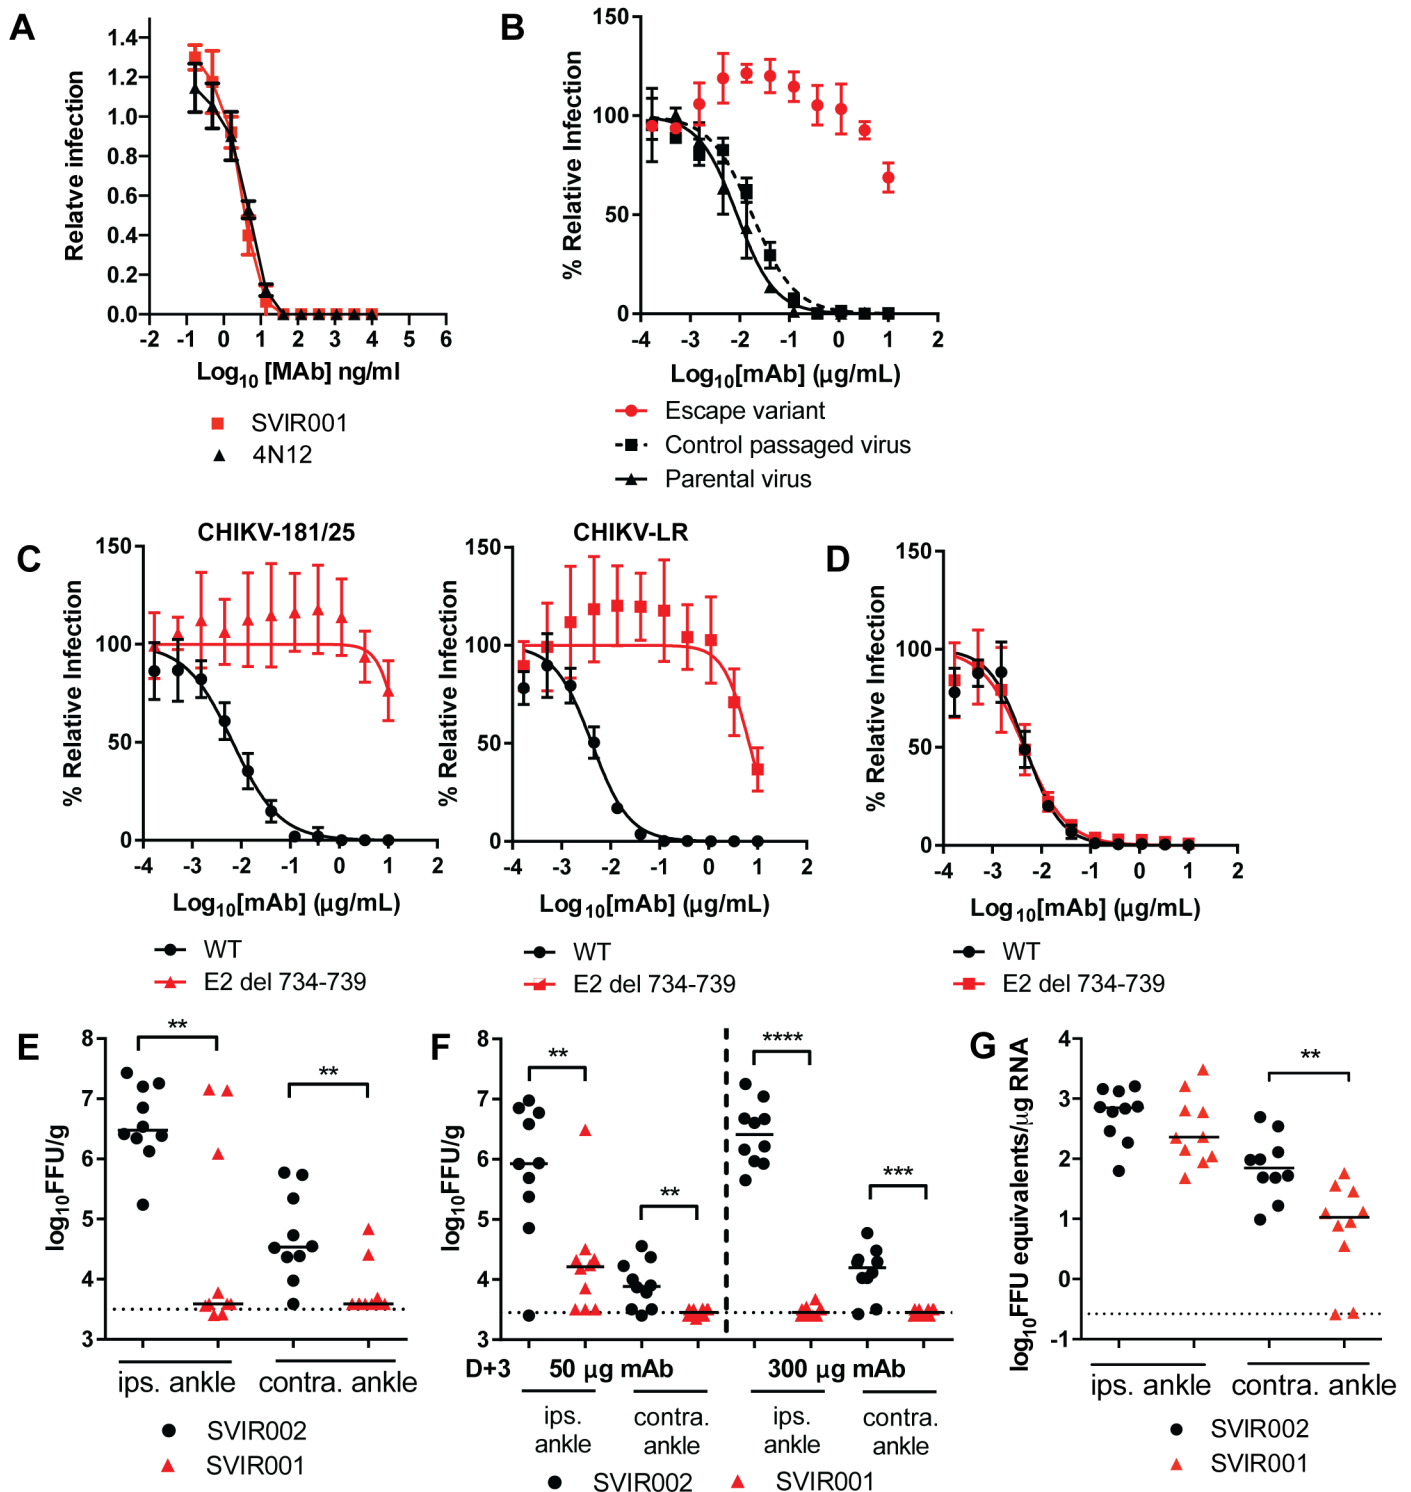 A
Relatve infection
1.4
1.2
1.0
0.8
0.6
0.4
0.2
0.0
-2 -1 0 1 2 3 4 5 6
Log10 [MAb] ng/ml
SVIR001
4N12
B
% Relative Infection
150
100
50
0
-4 -3 -2 -1 0 1 2
Log10[mAb] (µg/mL)
Escape variant
Control passaged virus
Parental virus
C
CHIKV-181/25
% Relative Infection
150
100
50
0
-4 -3 -2 -1 0 1 2
Log10[mAb] (µg/mL)
WT
E2 del 734-739
CHIKV-LR
% Relative Infection
150
100
50
0
-4 -3 -2 -1 0 1 2
Log10[mAb] (µg/mL)
WT
E2 del 734-739
D
% Relative Infection
150
100
50
0
-4 -3 -2 -1 0 1 2
Log10[mAb] (µg/mL)
WT
E2 del 734-739
E
log10FFU/g
8
7
6
5
4
3
**
**
ips. ankle contra. ankle
SVIR002
SVIR001
F
log10FFU/g
8
7
6
5
4
3
**
**
****
***
D+3 50 µg mAb 300 µg mAb
ips. ankle
contra. ankle
ips. ankle
contra. ankle
SVIR002 SVIR001
G
log10FFU equivalents/µg RNA
4
3
2
1
0
-1
**
ips. ankle contra. ankle
SVIR002
SVIR001